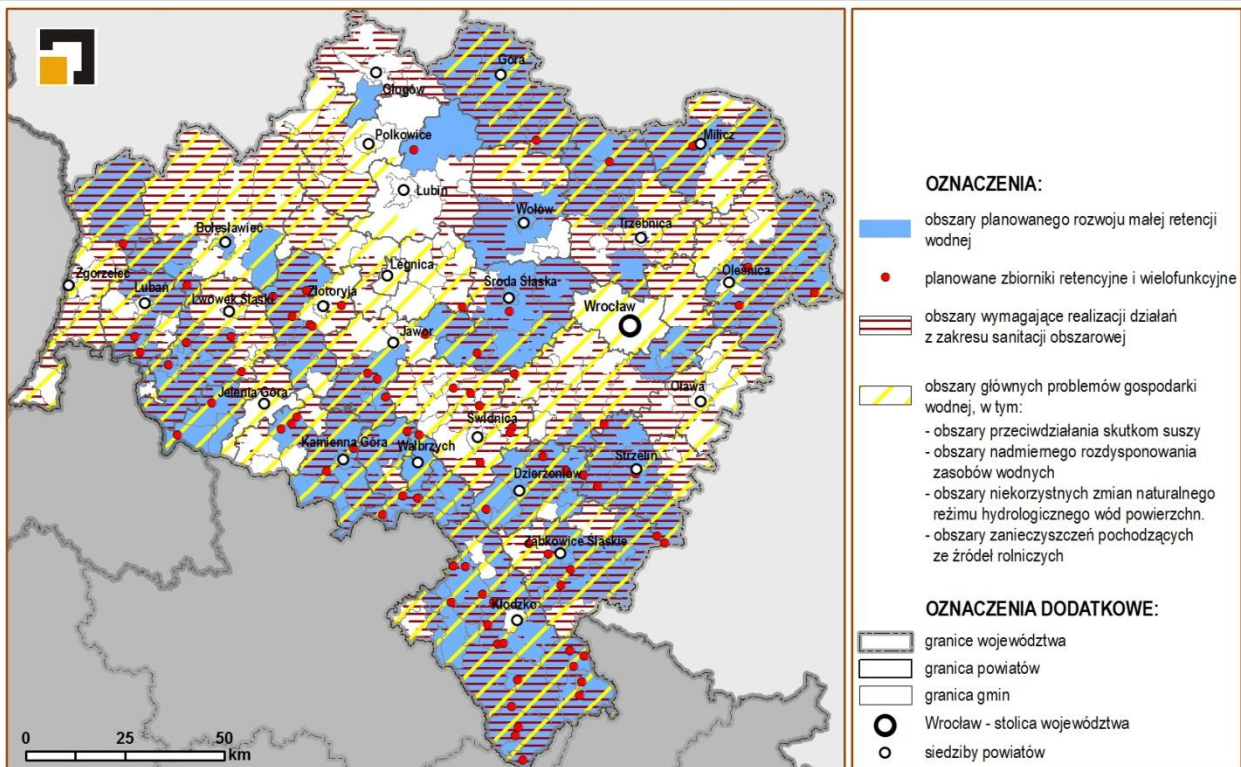 Góra
Głogów
Polkowice
Milicz
Lubin
Wołów
Trzebnica
Bolesławiec
Zgorzelec
Lubań
Lwówek Śląski
Złotoryja
Legnica
Środa Śląska
Oleśnica
Wrocław
Jawor
Jelenia Góra
Oława
Świdnica
Kamienna Góra
Wałbrzych
Strzelin
Dzierżoniów
Ząbkowice Śląskie
Kłodzko
0 25 50
km
OZNACZENIA:
obszary planowanego rozwoju małej retencji
wodnej
planowane zbiorniki retencyjne i wielofunkcyjne
obszary wymagające realizacji działań
z zakresu sanitacji obszarowej
obszary głównych problemów gospodarki
wodnej, w tym:
- obszary przeciwdziałania skutkom suszy
- obszary nadmiernego rozdysponowania
zasobów wodnych
- obszary niekorzystnych zmian naturalnego
reżimu hydrologicznego wód powierzchn.
- obszary zanieczyszczeń pochodzących
ze źródeł rolniczych
OZNACZENIA DODATKOWE:
granice województwa
granica powiatów
granica gmin
Wrocław - stolica województwa
siedziby powiatów